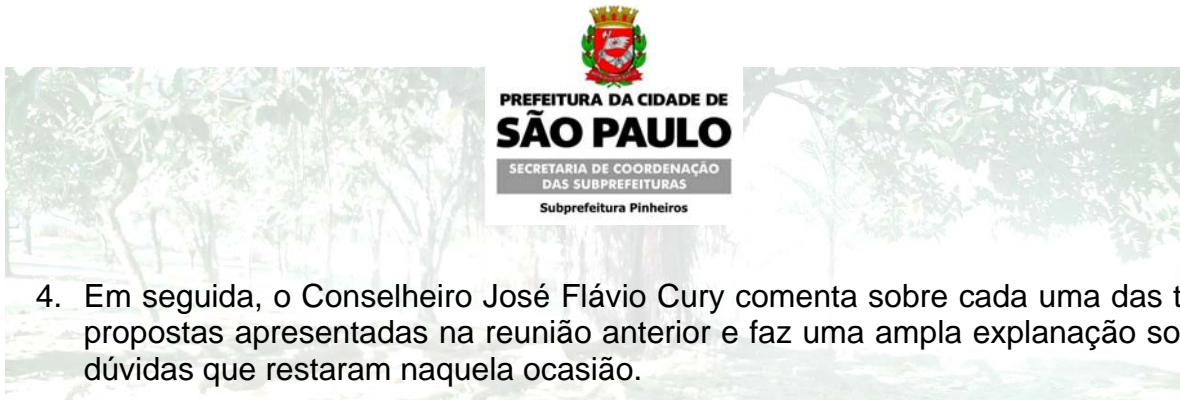 PREFEITURA DA CIDADE DE
SÃO PAULO
SECRETARIA DE COORDENAÇÃO
DAS SUBPREFEITURAS
Subprefeitura Pinheiros
4. Em seguida, o Conselheiro José Flávio Cury comenta sobre cada uma das
propostas apresentadas na reunião anterior e faz uma ampla explanação
dúvidas que restaram naquela ocasião.